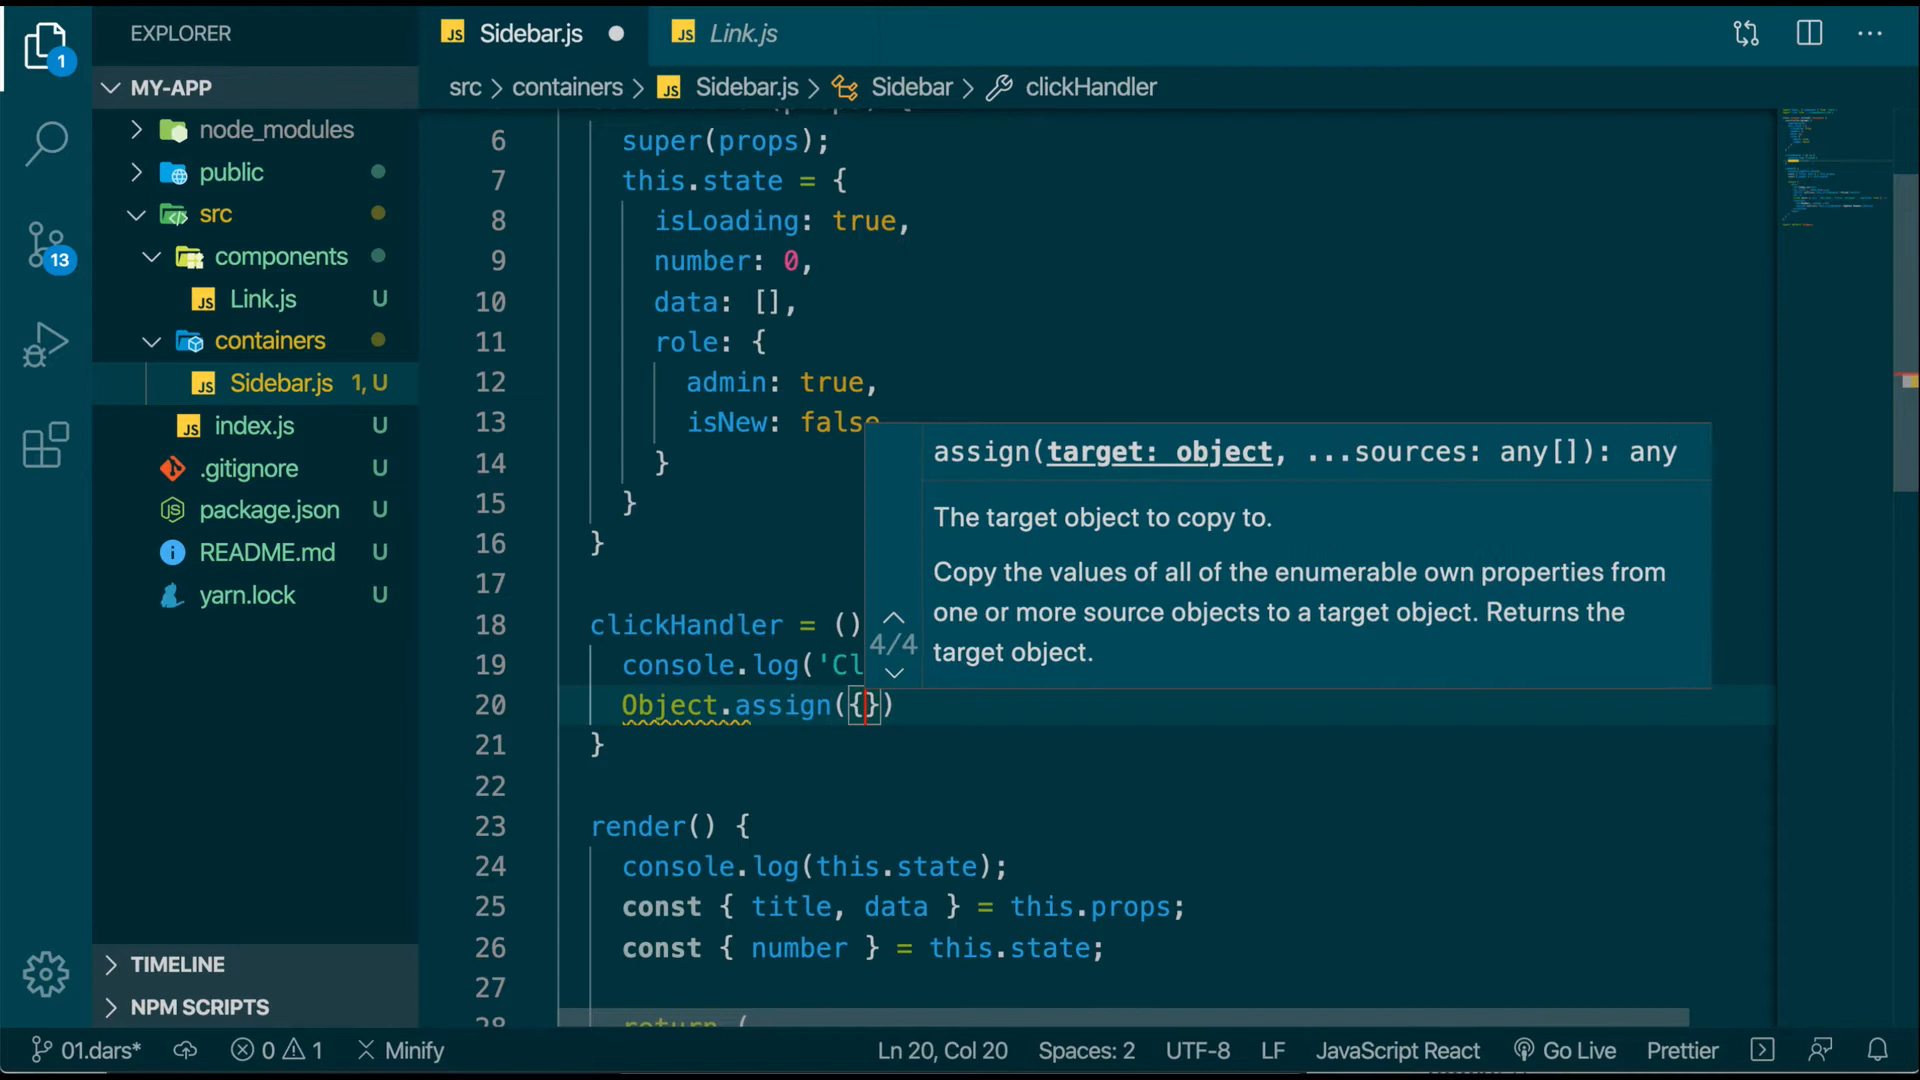 EXPLORER
Sidebar.js
Link.js
1
MY-APP
src > containers > Sidebar.js > Sidebar > clickHandler
node_modules
public
src
components
Link.js U
containers
Sidebar.js 1, U
index.js U
.gitignore U
package.json U
README.md U
yarn.lock U
13
6 super(props);
7 this.state = {
8 isLoading: true,
9 number: 0,
10 data: [],
11 role: {
12 admin: true,
13 isNew: false
14 }
15 }
16 }
17
18 clickHandler = ()
19 console.log('Cl
20 Object.assign({})
21 }
22
23 render() {
24 console.log(this.state);
25 const { title, data } = this.props;
26 const { number } = this.state;
27
28 return (
assign(target: object, ...sources: any[]): any
The target object to copy to.
Copy the values of all of the enumerable own properties from
one or more source objects to a target object. Returns the
target object.
4/4
TIMELINE
NPM SCRIPTS
01.dars* 0 1 Minify Ln 20, Col 20 Spaces: 2 UTF-8 LF JavaScript React Go Live Prettier